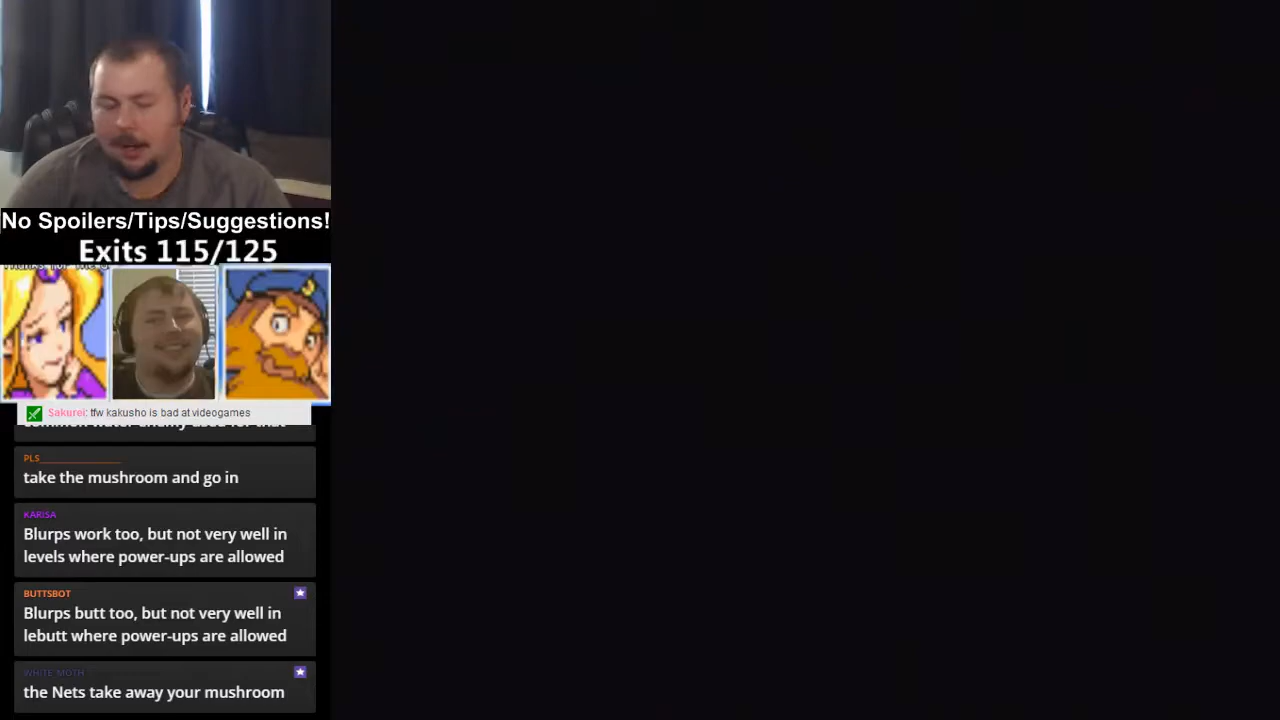 No Spoilers/Tips/Suggestions!
Exits 115/125
Sakurei: tfw kakusho is bad at videogames
PLS_______________
take the mushroom and go in
KARISA
Blurps work too, but not very well in
levels where power-ups are allowed
BUTTSBOT
Blurps butt too, but not very well in
lebutt where power-ups are allowed
WHITE MOTH
the Nets take away your mushroom